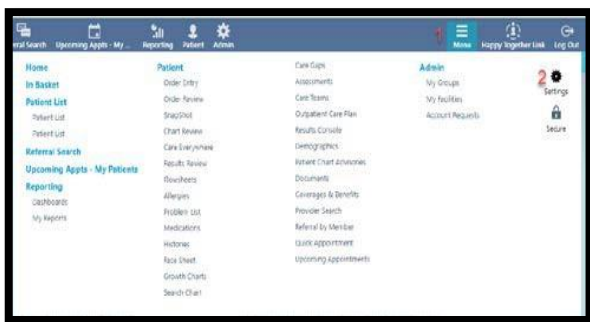 eral Search Upcoming Appts - My ... Reporting Patient Admin 1 Menu Happy Together Link Log Out
Home
In Basket
Patient List
Patient List
Patient List
Referral Search
Upcoming Appts - My Patients
Reporting
Dashboards
My Reports
Patient
Order Entry
Order Review
SnapShot
Chart Review
Care Everywhere
Results Review
Flowsheets
Allergies
Problem List
Medications
Histories
Face Sheet
Growth Charts
Search Chart
Care Gaps
Assessments
Care Teams
Outpatient Care Plan
Results Console
Demographics
Patient Chart Advisories
Documents
Coverages & Benefits
Provider Search
Referral by Member
Quick Appointment
Upcoming Appointments
Admin
My Groups
My Facilities
Account Requests
2
Settings
Secure